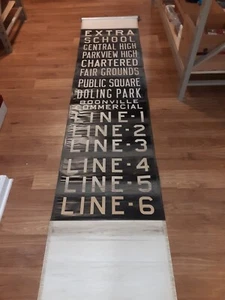 EXTRA
SCHOOL
CENTRAL HIGH
PARKVIEW HIGH
CHARTERED
FAIR GROUNDS
PUBLIC SQUARE
DOLING PARK
BOONVILLE
COMMERCIAL
LINE-1
LINE-2
LINE-3
LINE-4
LINE-5
LINE-6